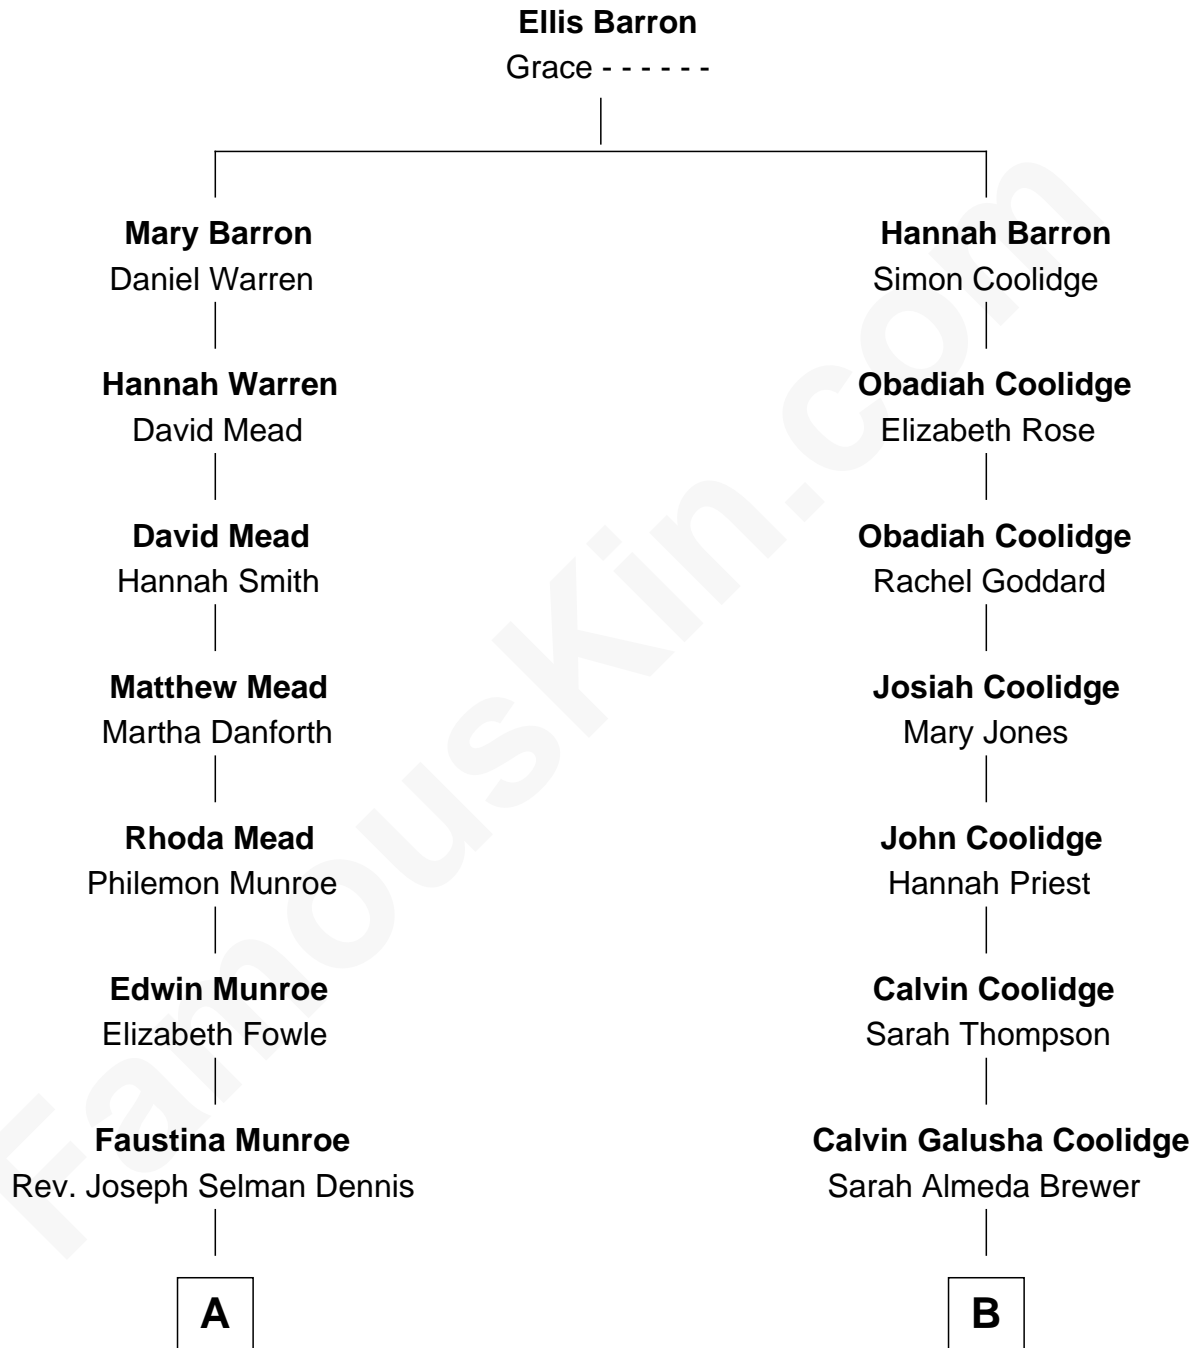 Ellis Barron
Grace - - - - - -
Mary Barron
Daniel Warren
Hannah Barron
Simon Coolidge
Hannah Warren
David Mead
Obadiah Coolidge
Elizabeth Rose
David Mead
Hannah Smith
Obadiah Coolidge
Rachel Goddard
Matthew Mead
Martha Danforth
Josiah Coolidge
Mary Jones
Rhoda Mead
Philemon Munroe
John Coolidge
Hannah Priest
Edwin Munroe
Elizabeth Fowle
Calvin Coolidge
Sarah Thompson
Faustina Munroe
Rev. Joseph Selman Dennis
Calvin Galusha Coolidge
Sarah Almeda Brewer
A
B
FamousKin.com